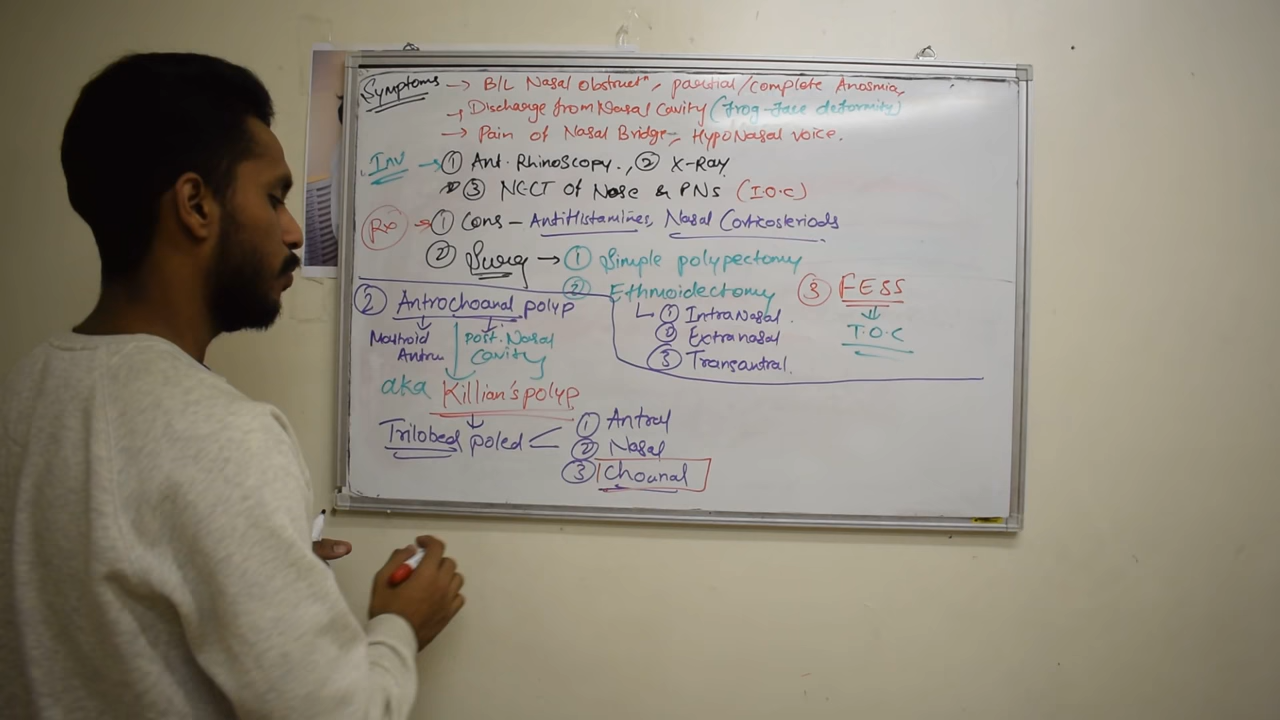 Symptoms → B/L Nasal obstructⁿ, partial/complete Anosmia,
→ Discharge from Nasal Cavity (Frog-Face deformity)
→ Pain of Nasal Bridge, HypoNasal voice.
Inv → ① Ant. Rhinoscopy., ② X-Ray
③ NCCT of Nose & PNS (I.O.C)
Rx → ① Cons - AntiHistamines, Nasal Corticosteriods
② Surg → ① Simple polypectomy
② Ethmoidectomy
↳ ① IntraNasal.
② Extranasal
③ Transantral.
③ FESS
↓
T.O.C
② Antrochoanal polyp
Mastoid
Antru
post. Nasal
Cavity
aka Killian's polyp
↓
Trilobed poled < ① Antral
② Nasal
③ Choanal